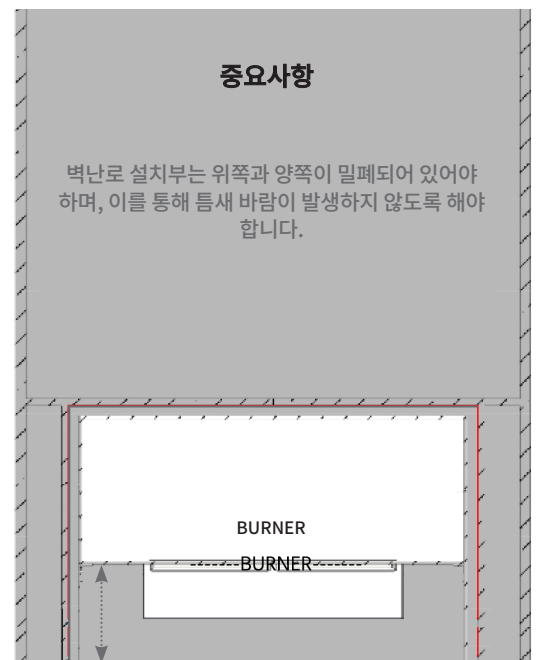 중요사항
벽난로 설치부는 위쪽과 양쪽이 밀폐되어 있어야
하며, 이를 통해 틈새 바람이 발생하지 않도록 해야
합니다.
BURNER
BURNER